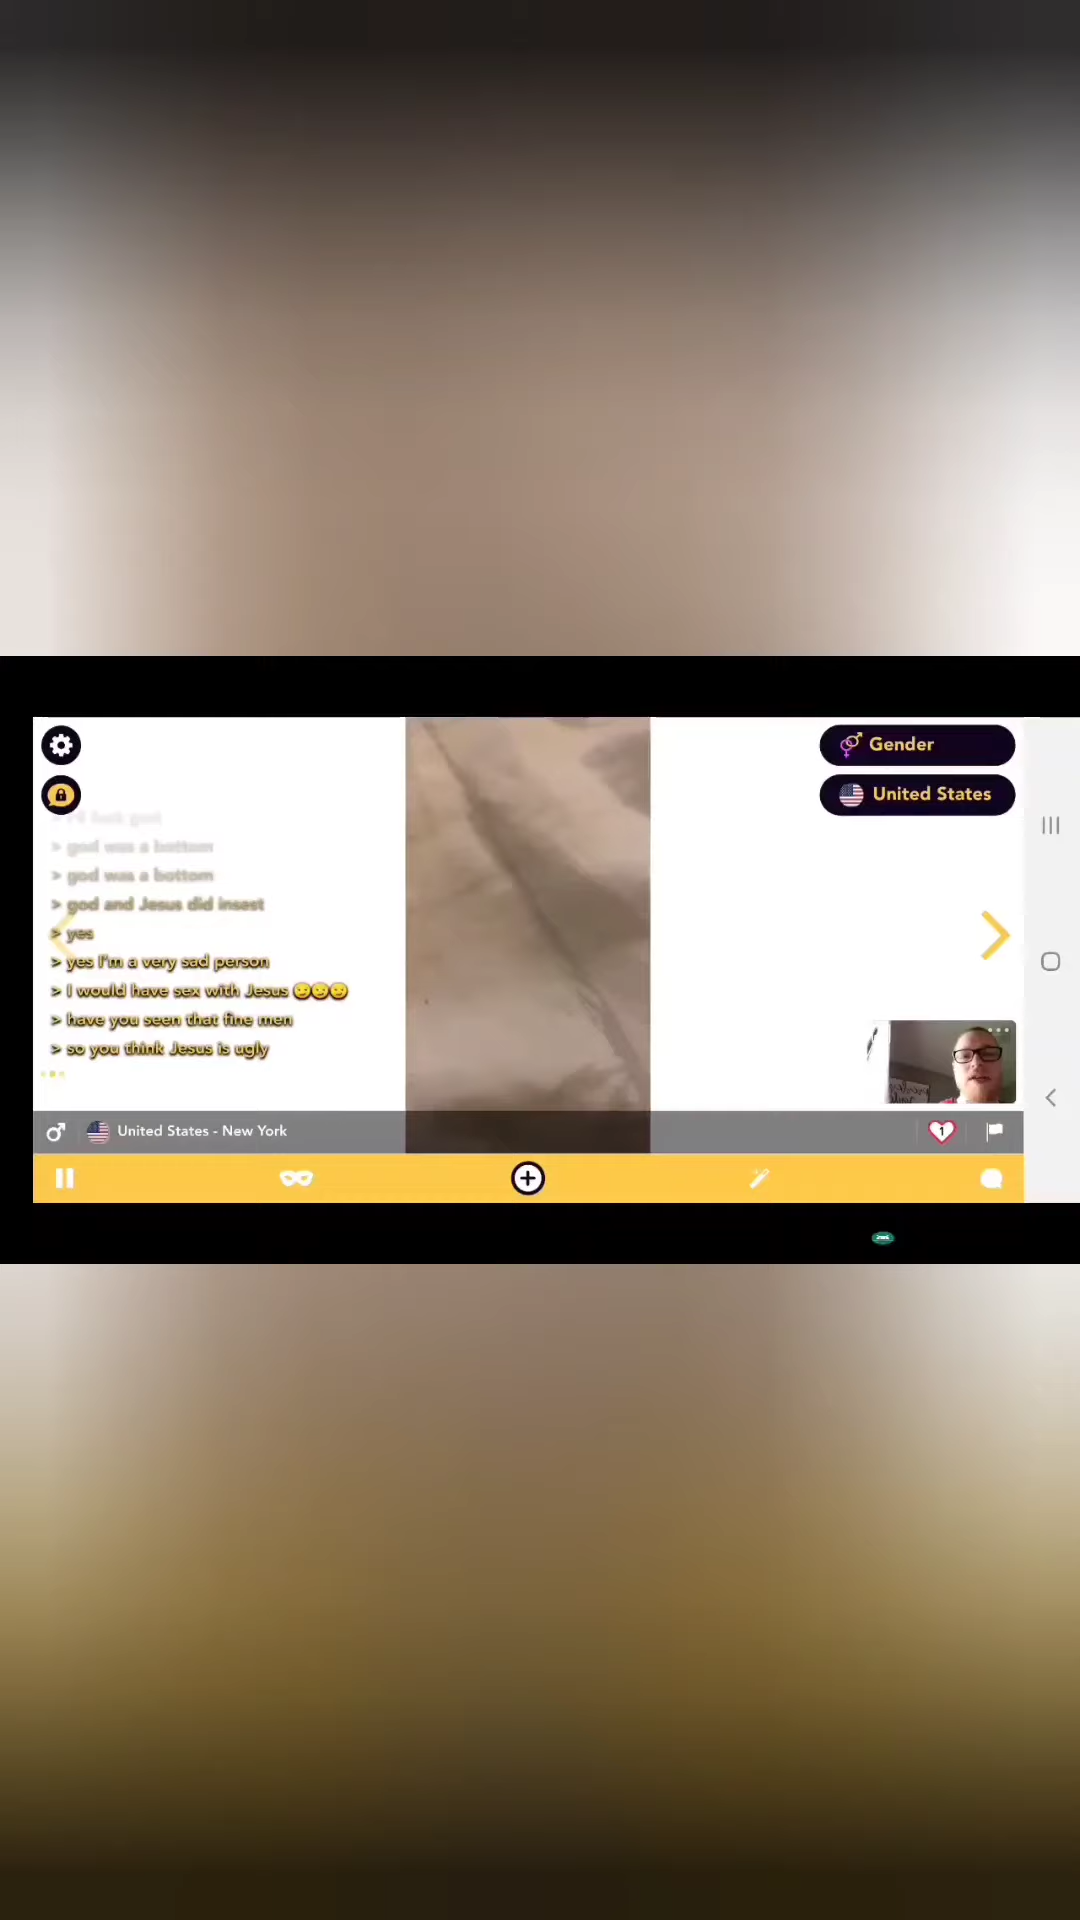 Gender
United States
> god was a bottom
> god was a bottom
> god and Jesus did insest
> yes
> yes I'm a very sad person
> I would have sex with Jesus 😏😏😏
> have you seen that fine men
> so you think Jesus is ugly
United States - New York
1